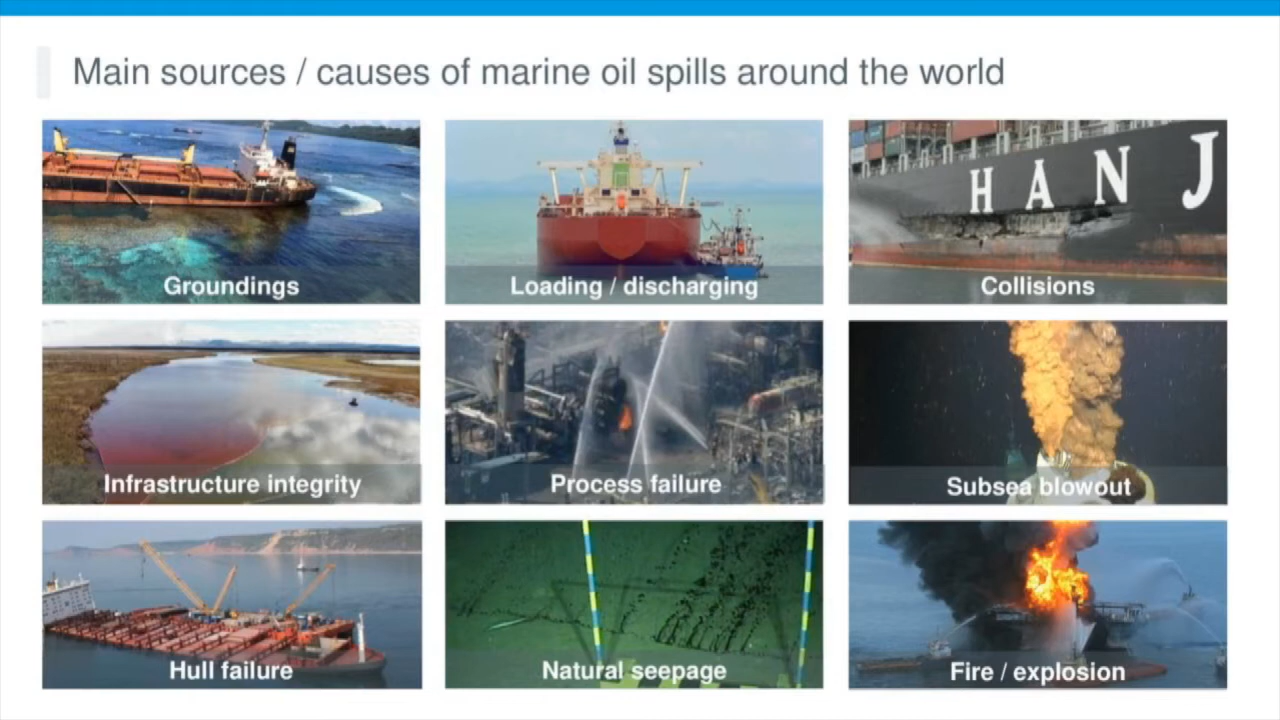 Main sources / causes of marine oil spills around the world
Groundings
Loading / discharging
H A N J
Collisions
Infrastructure integrity
Process failure
Subsea blowout
Hull failure
Natural seepage
Fire / explosion